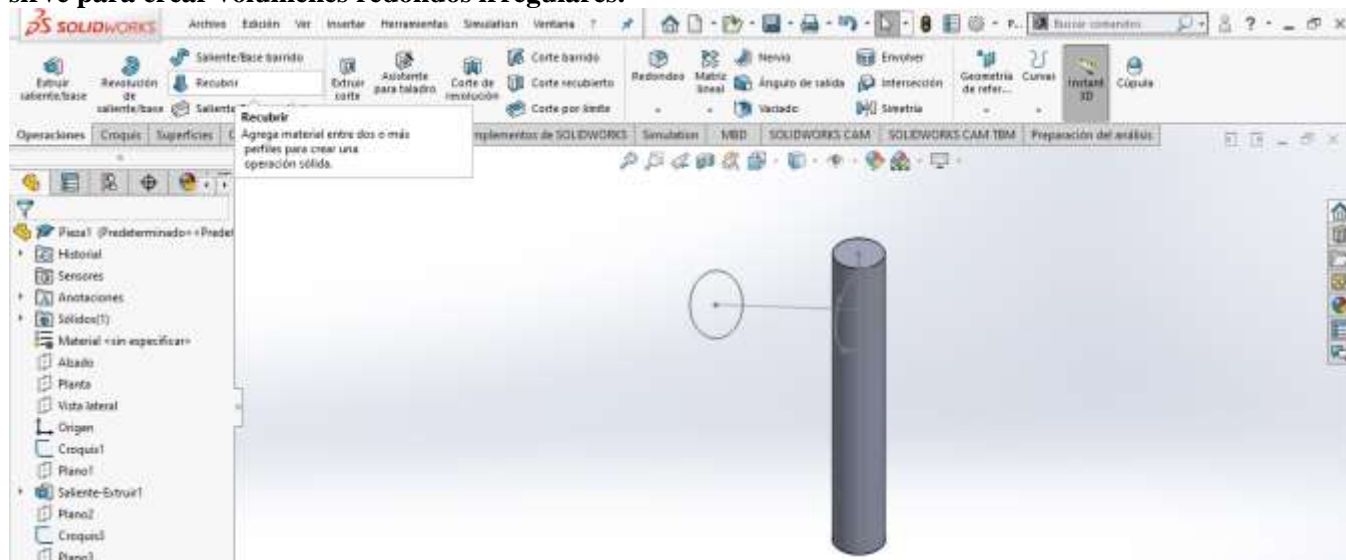 sirve para crear volúmenes redondos irregulares.
SOLIDWORKS Archivo Edición Ver Insertar Herramientas Simulation Ventana ? P... Buscar comandos
Extruir saliente/base
Revolución de saliente/base
Saliente/Base barrido
Recubrir
Saliente
Extruir corte
Asistente para taladro
Corte de revolución
Corte barrido
Corte recubierto
Corte por límite
Redondeo
Matriz lineal
Nervio
Ángulo de salida
Vaciado
Envolver
Intersección
Simetría
Geometría de refer...
Curvas
Instant 3D
Cúpula
Recubrir
Agrega material entre dos o más
perfiles para crear una
operación sólida.
Operaciones Croquis Superficies SOLIDWORKS Simulation MBD SOLIDWORKS CAM SOLIDWORKS CAM TBM Preparación del análisis
Pieza1 (Predeterminado<<Predet
Historial
Sensores
Anotaciones
Sólidos(1)
Material <sin especificar>
Alzado
Planta
Vista lateral
Origen
Croquis1
Plano1
Saliente-Extruir1
Plano2
Croquis3
Plano3